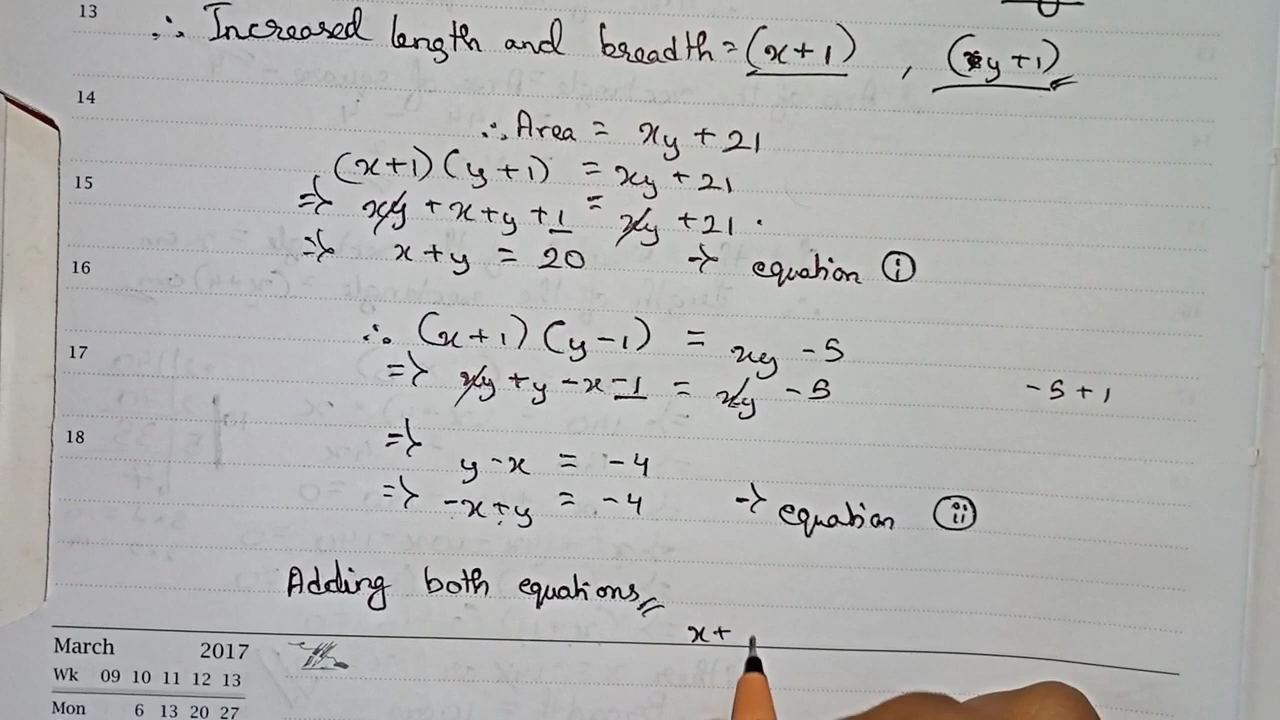 13
∴ Increased length and breadth = (x+1) , (y+1)
14
∴ Area = xy + 21
(x+1) (y+1) = xy + 21
15
=> xy + x + y + 1 = xy + 21 .
=> x + y = 20 -> equation (i)
16
∴ (x+1) (y-1) = xy - 5
17
=> xy + y - x - 1 = xy - 5 -5+1
18
=> y - x = -4
=> -x+y = -4 -> equation (ii)
Adding both equations
x+
March 2017
Wk 09 10 11 12 13
Mon 6 13 20 27